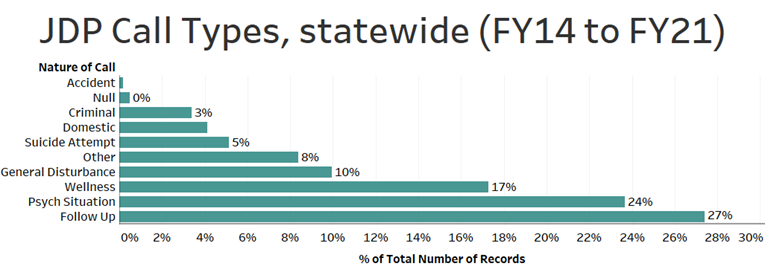 JDP Call Types, statewide (FY14 to FY21)
Nature of Call
Accident
Null 0%
Criminal 3%
Domestic
Suicide Attempt 5%
Other 8%
General Disturbance 10%
Wellness 17%
Psych Situation 24%
Follow Up 27%
0% 2% 4% 6% 8% 10% 12% 14% 16% 18% 20% 22% 24% 26% 28% 30%
% of Total Number of Records